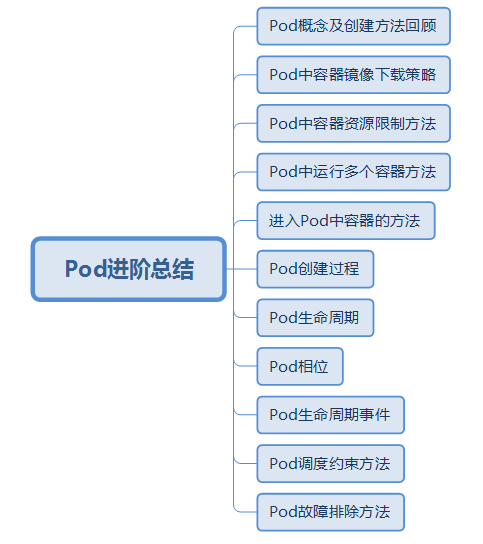 Pod进阶总结
Pod概念及创建方法回顾
Pod中容器镜像下载策略
Pod中容器资源限制方法
Pod中运行多个容器方法
进入Pod中容器的方法
Pod创建过程
Pod生命周期
Pod相位
Pod生命周期事件
Pod调度约束方法
Pod故障排除方法